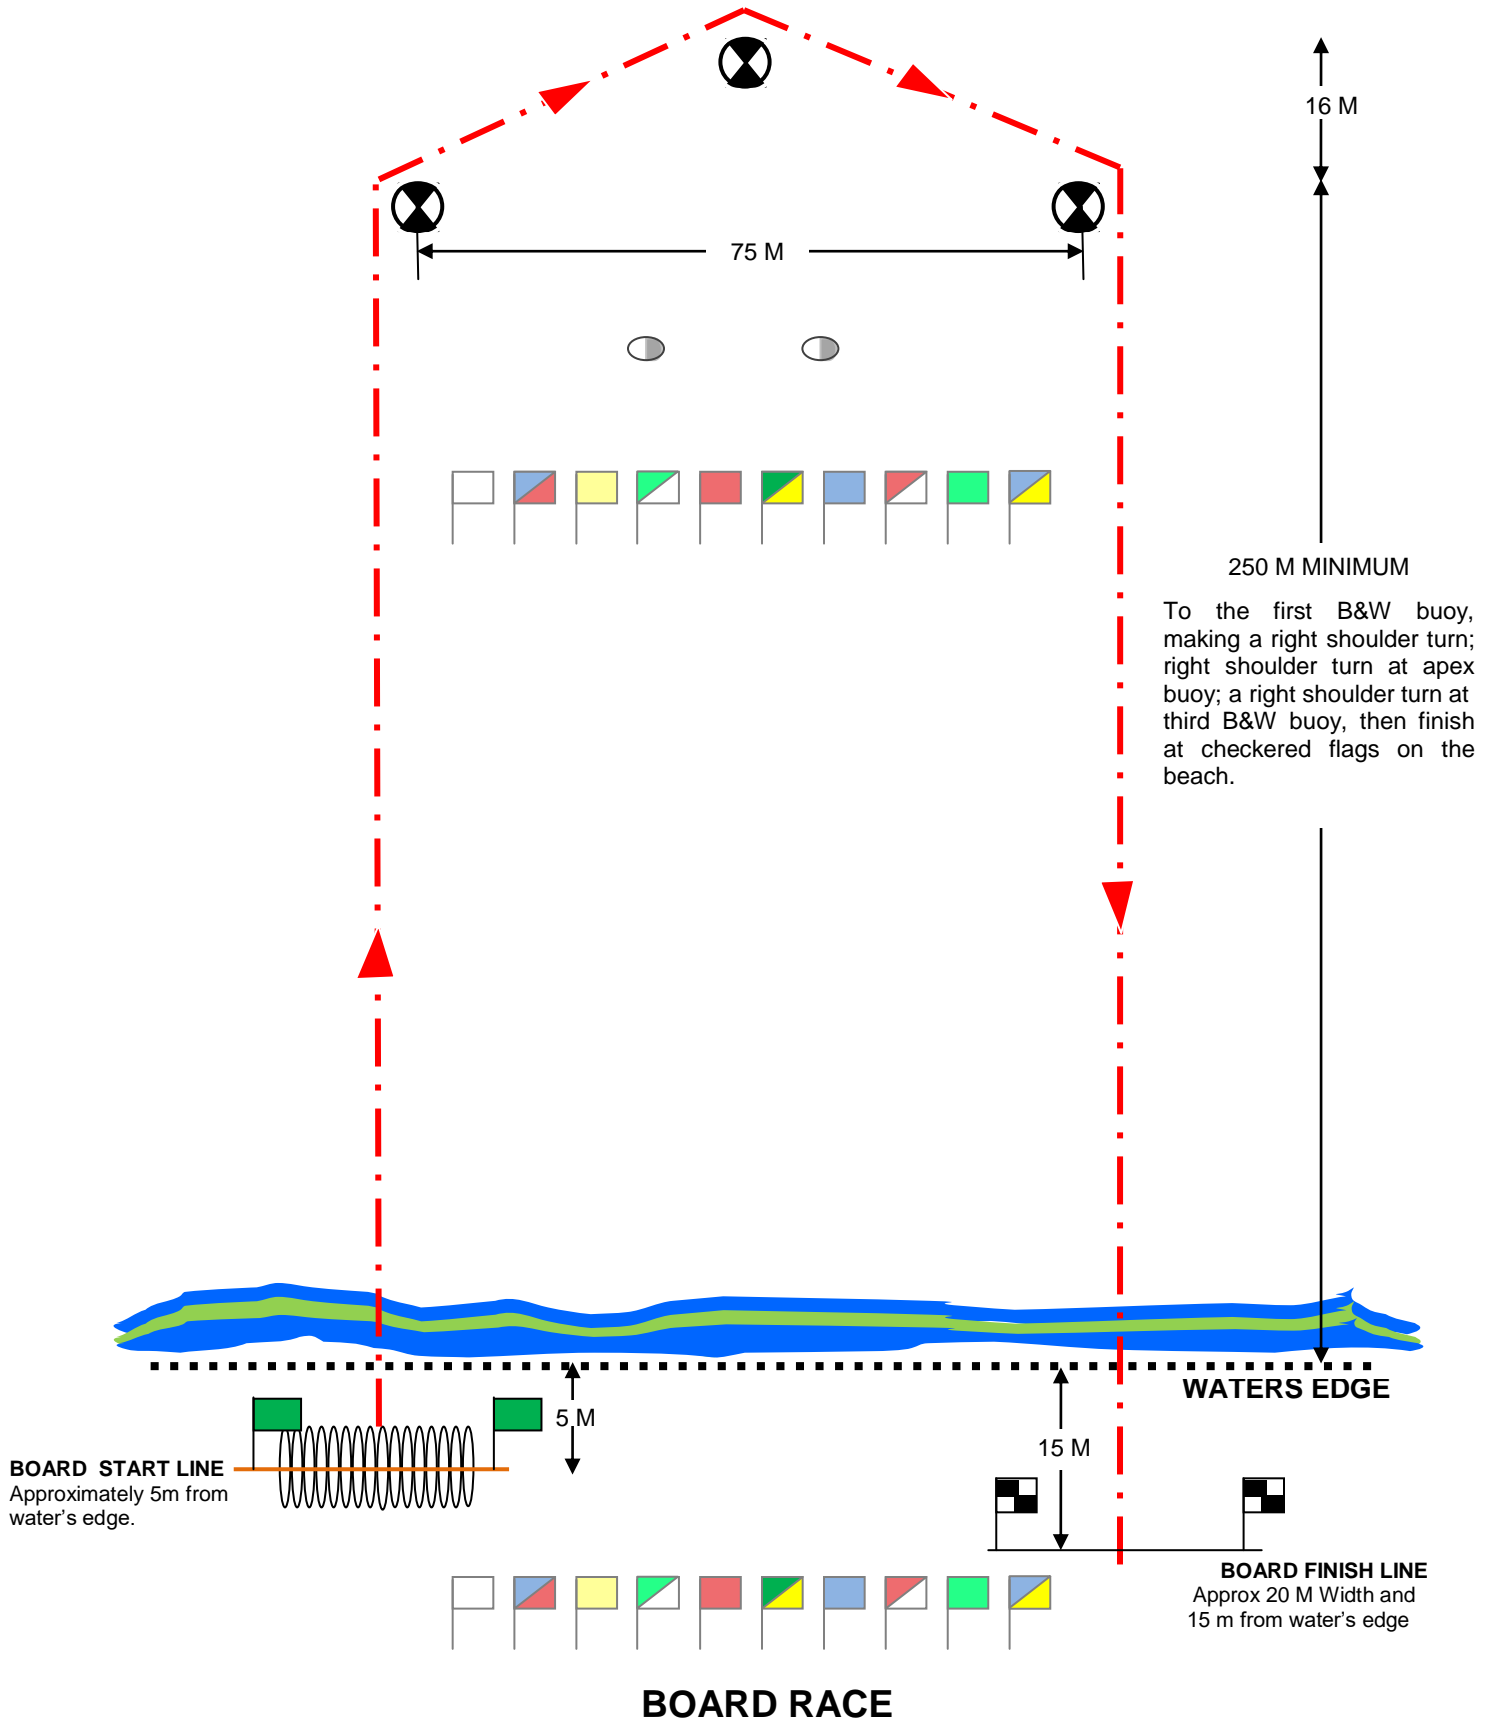 16 M
75 M
250 M MINIMUM
To the first B&W buoy,
making a right shoulder turn;
right shoulder turn at apex
buoy; a right shoulder turn at
third B&W buoy, then finish
at checkered flags on the
beach.
WATERS EDGE
5 M
15 M
BOARD START LINE
Approximately 5m from
water's edge.
BOARD FINISH LINE
Approx 20 M Width and
15 m from water's edge
BOARD RACE